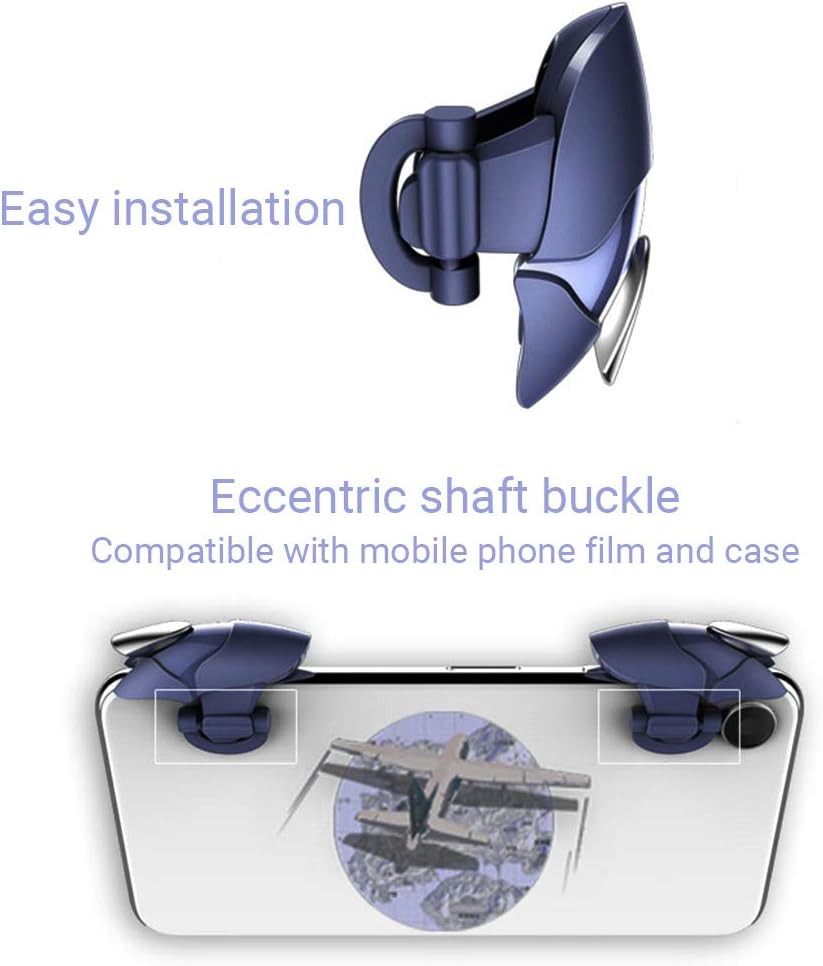 Easy installation
Eccentric shaft buckle
Compatible with mobile phone film and case